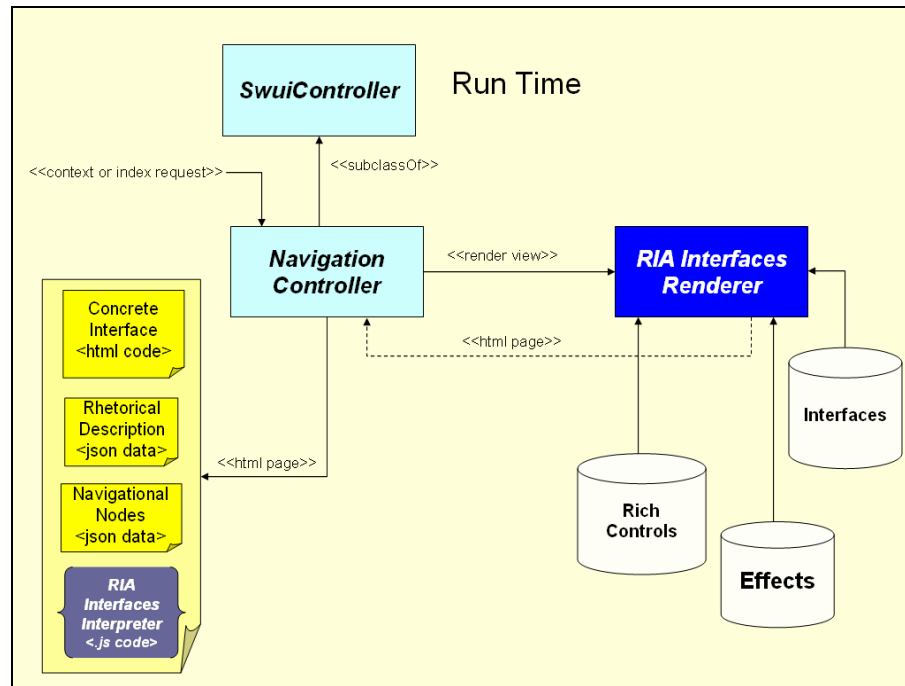 SwuiController
Run Time
<<context or index request>>
<<subclassOf>>
Navigation
Controller
<<render view>>
RIA Interfaces
Renderer
<<html page>>
Concrete
Interface
<html code>
Rhetorical
Description
<json data>
Navigational
Nodes
<json data>
RIA
Interfaces
Interpreter
<.js code>
<<html page>>
Rich
Controls
Effects
Interfaces